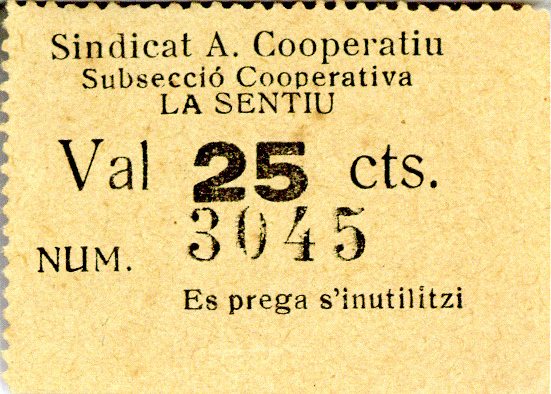 Sindicat A. Cooperatiu
Subsecció Cooperativa
LA SENTIU
Val 25 cts.
NUM. 3045
Es prega s'inutilitzi